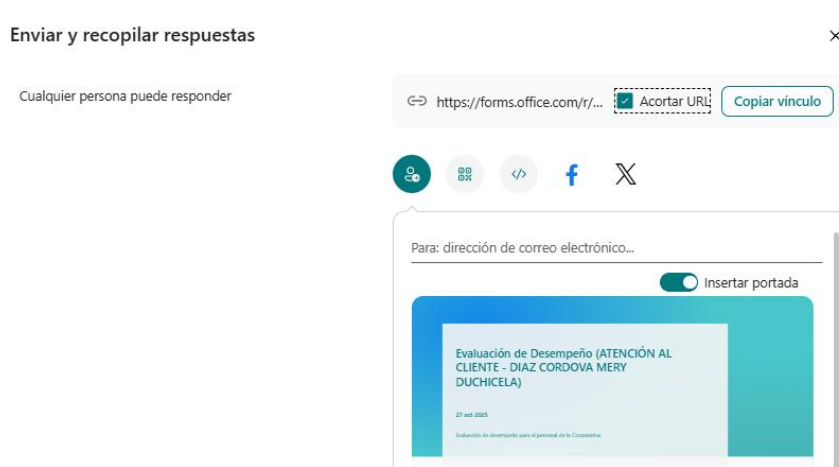 Enviar y recopilar respuestas
Cualquier persona puede responder
https://forms.office.com/r/... Acortar URL Copiar vínculo
Para: dirección de correo electrónico...
Insertar portada
Evaluación de Desempeño (ATENCIÓN AL
CLIENTE - DIAZ CORDOVA MERY
DUCHICELA)
27 oct 2025
Evaluación de desempeño para el personal de la Cooperativa